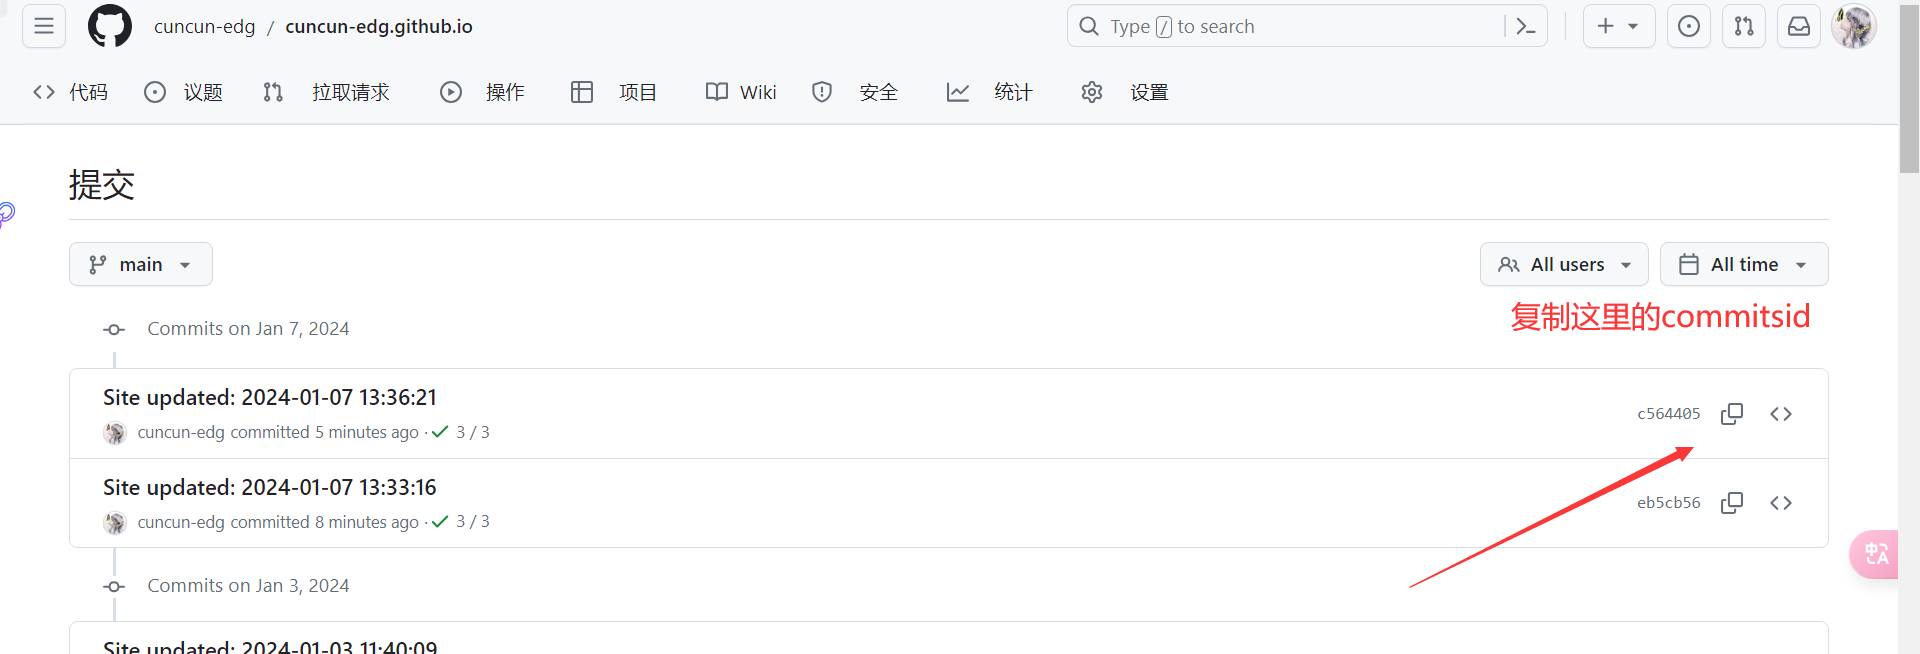 cuncun-edg / cuncun-edg.github.io
Type / to search
代码 议题 拉取请求 操作 项目 Wiki 安全 统计 设置
提交
main
All users
All time
Commits on Jan 7, 2024
复制这里的commitsid
Site updated: 2024-01-07 13:36:21
cuncun-edg committed 5 minutes ago · 3 / 3
c564405
Site updated: 2024-01-07 13:33:16
cuncun-edg committed 8 minutes ago · 3 / 3
eb5cb56
Commits on Jan 3, 2024
Site updated: 2024-01-03 11:40:09